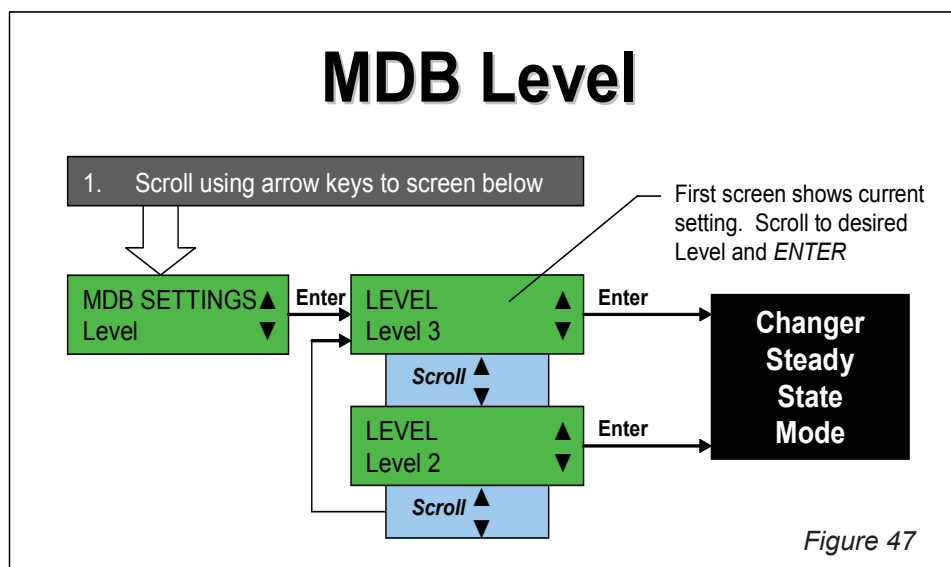 MDB Level
1. Scroll using arrow keys to screen below
First screen shows current
setting. Scroll to desired
Level and ENTER
MDB SETTINGS
Level
Enter
LEVEL
Level 3
Enter
Changer
Steady
State
Mode
Scroll
LEVEL
Level 2
Enter
Scroll
Figure 47